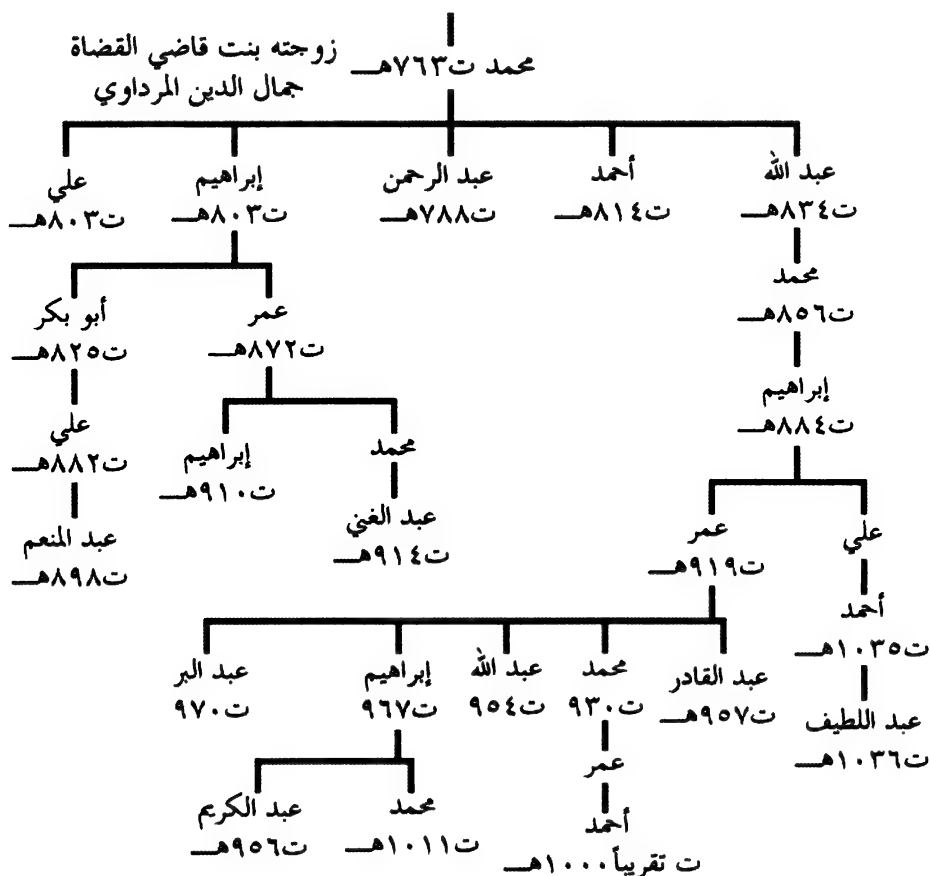 محمد ت٧٦٣هـ
زوجته بنت قاضي القضاة
جمال الدين المرداوي
عبد الله
ت٨٣٤هـ
أحمد
ت٨١٤هـ
عبد الرحمن
ت٧٨٨هـ
إبراهيم
ت٨٠٣هـ
علي
ت٨٠٣هـ
محمد
ت٨٥٦هـ
عمر
ت٨٧٢هـ
أبو بكر
ت٨٢٥هـ
إبراهيم
ت٨٨٤هـ
محمد
إبراهيم
ت٩١٠هـ
علي
ت٨٨٢هـ
عبد الغني
ت٩١٤هـ
عبد المنعم
ت٨٩٨هـ
علي
عمر
ت٩١٩هـ
أحمد
ت١٠٣٥هـ
عبد القادر
ت٩٥٧هـ
محمد
ت٩٣٠
عبد الله
ت٩٥٤
إبراهيم
ت٩٦٧
عبد البر
ت٩٧٠
عبد اللطيف
ت١٠٣٦هـ
عمر
محمد
ت١٠١١هـ
عبد الكريم
ت٩٥٦هـ
أحمد
ت تقريباً ١٠٠٠هـ